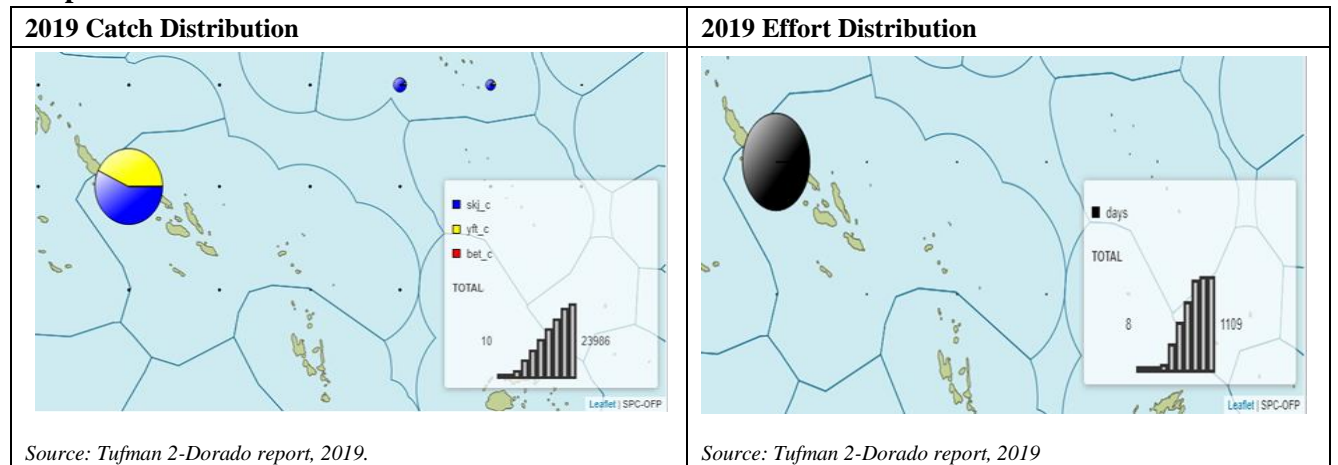 2019 Catch Distribution
2019 Effort Distribution
skj_c
yft_c
bet_c
TOTAL
10
23986
Leaflet | SPC-OFP
days
TOTAL
8
1109
Leaflet | SPC-OFP
Source: Tufman 2-Dorado report, 2019.
Source: Tufman 2-Dorado report, 2019